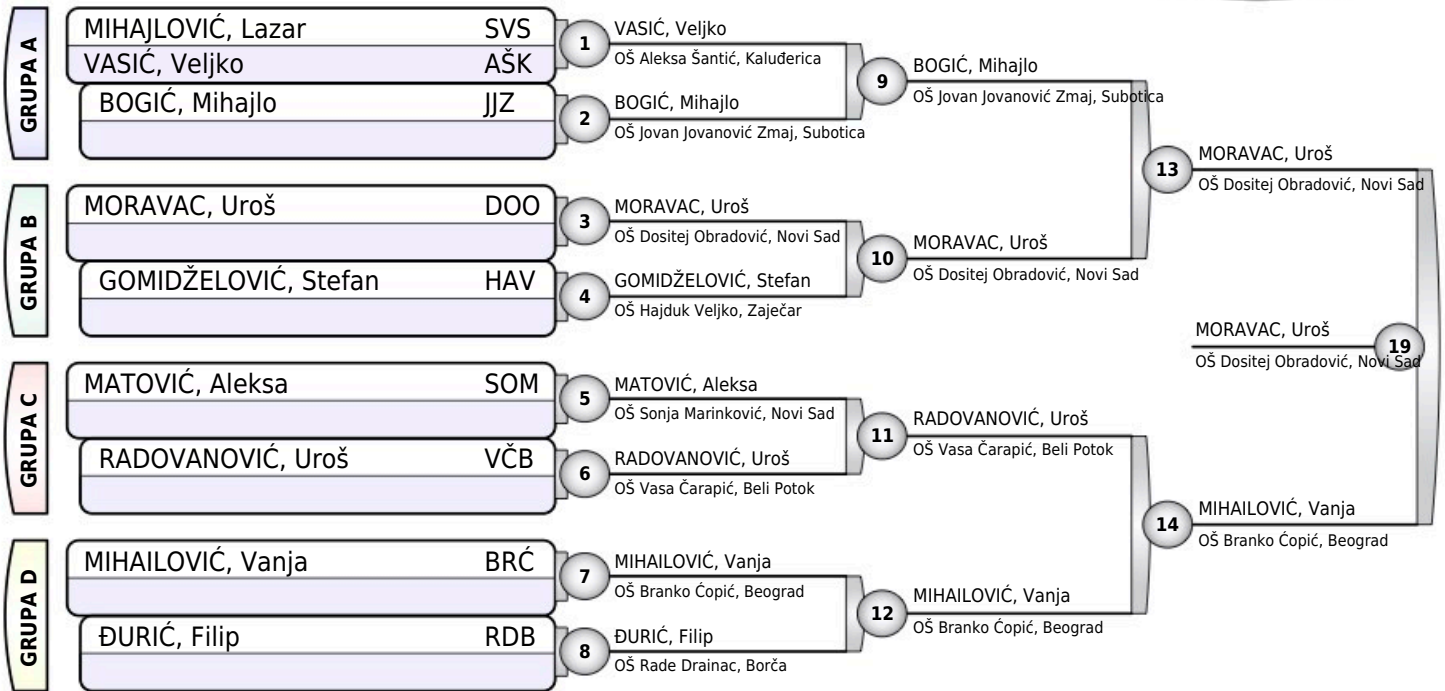 GRUPA A
MIHAJLOVIĆ, Lazar SVS
VASIĆ, Veljko AŠK
BOGIĆ, Mihajlo JJZ
GRUPA B
MORAVAC, Uroš DOO
GOMIDŽELOVIĆ, Stefan HAV
GRUPA C
MATOVIĆ, Aleksa SOM
RADOVANOVIĆ, Uroš VČB
GRUPA D
MIHAILOVIĆ, Vanja BRĆ
ĐURIĆ, Filip RDB
1
VASIĆ, Veljko
OŠ Aleksa Šantić, Kaluđerica
2
BOGIĆ, Mihajlo
OŠ Jovan Jovanović Zmaj, Subotica
3
MORAVAC, Uroš
OŠ Dositej Obradović, Novi Sad
4
GOMIDŽELOVIĆ, Stefan
OŠ Hajduk Veljko, Zaječar
5
MATOVIĆ, Aleksa
OŠ Sonja Marinković, Novi Sad
6
RADOVANOVIĆ, Uroš
OŠ Vasa Čarapić, Beli Potok
7
MIHAILOVIĆ, Vanja
OŠ Branko Ćopić, Beograd
8
ĐURIĆ, Filip
OŠ Rade Drainac, Borča
9
BOGIĆ, Mihajlo
OŠ Jovan Jovanović Zmaj, Subotica
10
MORAVAC, Uroš
OŠ Dositej Obradović, Novi Sad
11
RADOVANOVIĆ, Uroš
OŠ Vasa Čarapić, Beli Potok
12
MIHAILOVIĆ, Vanja
OŠ Branko Ćopić, Beograd
13
MORAVAC, Uroš
OŠ Dositej Obradović, Novi Sad
14
MIHAILOVIĆ, Vanja
OŠ Branko Ćopić, Beograd
MORAVAC, Uroš
19
OŠ Dositej Obradović, Novi Sad